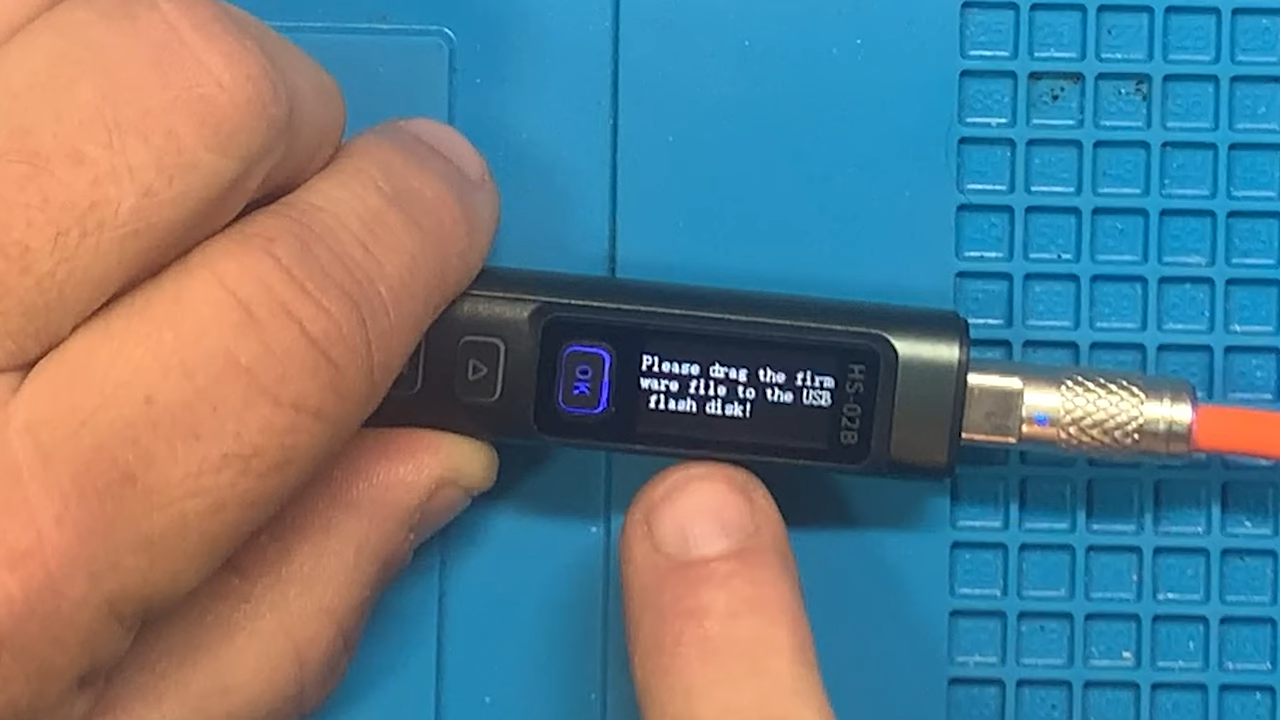 Please drag the firm
ware file to the USB
flash disk!
OK
HS-02B